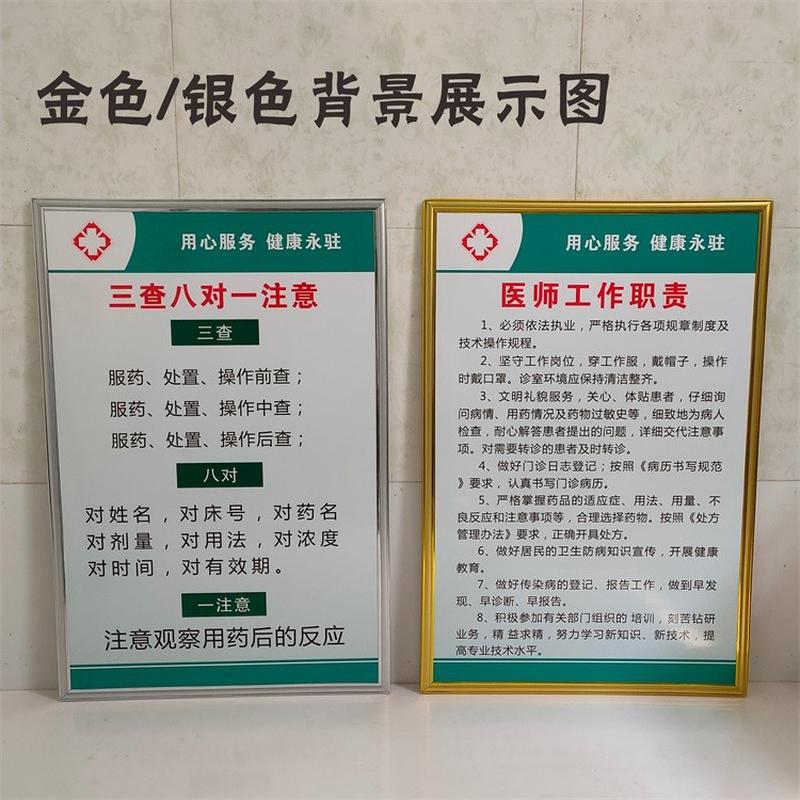 金色/银色背景展示图
用心服务 健康永驻
三查八对一注意
三查
服药、处置、操作前查；
服药、处置、操作中查；
服药、处置、操作后查；
八对
对姓名，对床号，对药名
对剂量，对用法，对浓度
对时间，对有效期。
一注意
注意观察用药后的反应
用心服务 健康永驻
医师工作职责
1、必须依法执业，严格执行各项规章制度及
技术操作规程。
2、坚守工作岗位，穿工作服，戴帽子，操作
时戴口罩。诊室环境应保持清洁整齐。
3、文明礼貌服务，关心、体贴患者，仔细询
问病情、用药情况及药物过敏史等，细致地为病人
检查，耐心解答患者提出的问题，详细交代注意事
项。对需要转诊的患者及时转诊。
4、做好门诊日志登记；按照《病历书写规范
》要求，认真书写门诊病历。
5、严格掌握药品的适应症、用法、用量、不
良反应和注意事项等，合理选择药物。按照《处方
管理办法》要求，正确开具处方。
6、做好居民的卫生防病知识宣传，开展健康
教育。
7、做好传染病的登记、报告工作，做到早发
现、早诊断、早报告。
8、积极参加有关部门组织的 培训，刻苦钻研
业务，精 益求精，努力学习新知识、新技术，提
高专业技术水平。